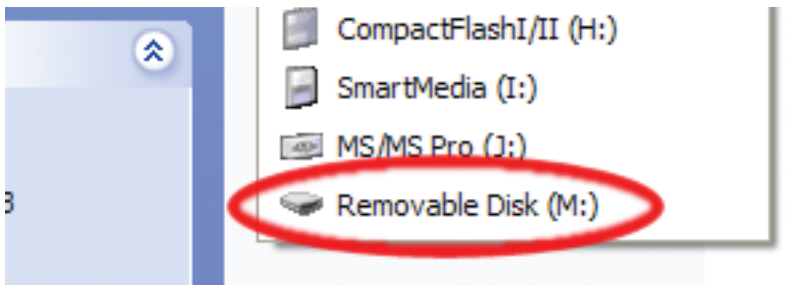 CompactFlashI/II (H:)
SmartMedia (I:)
MS/MS Pro (J:)
Removable Disk (M:)